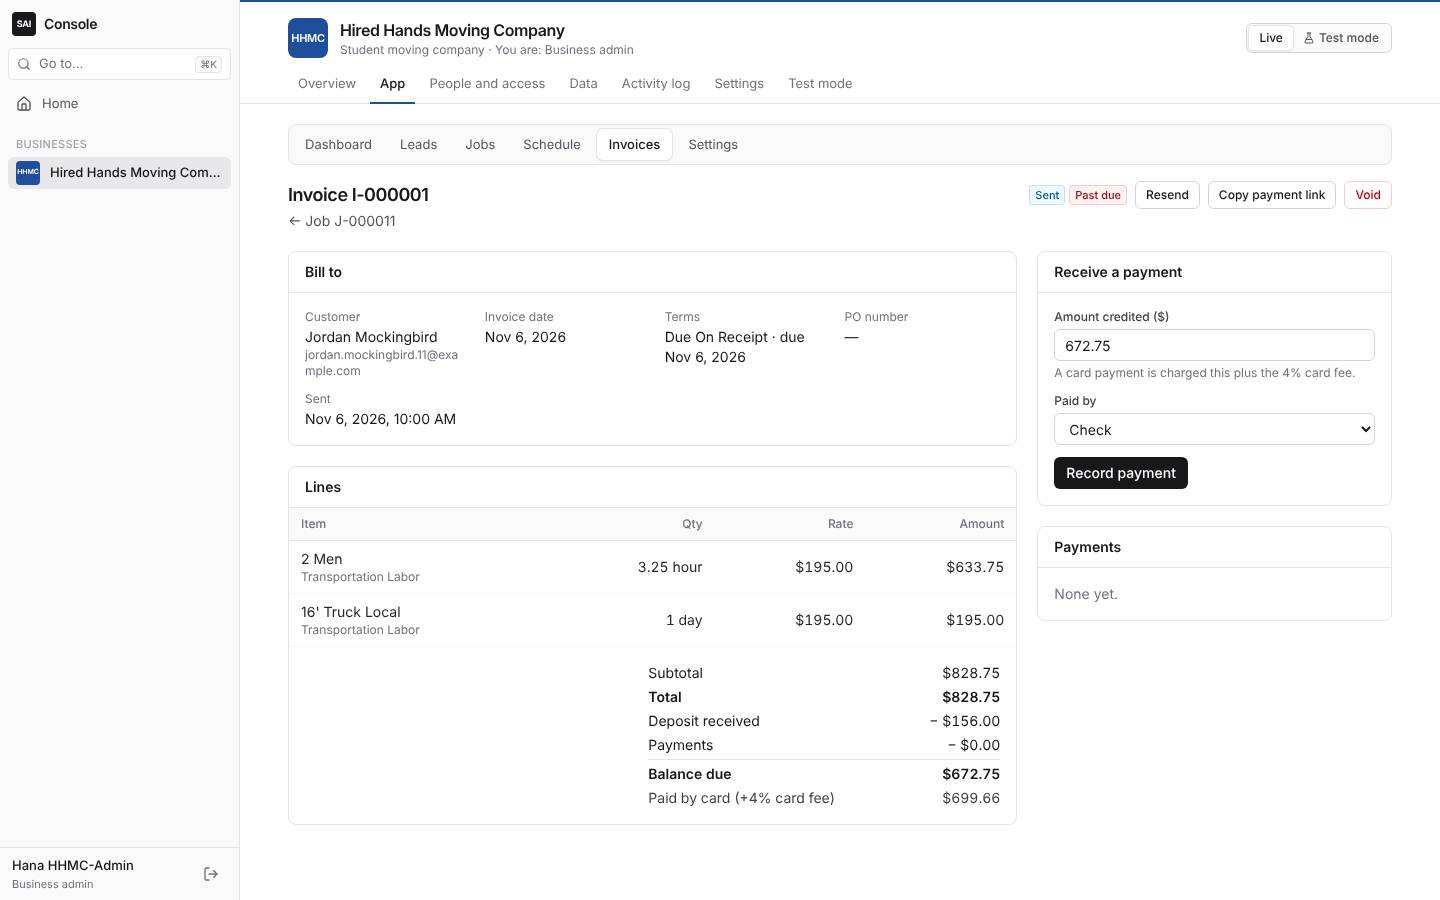 SAI Console
Go to... ⌘K
Home
BUSINESSES
HHMC Hired Hands Moving Com...
Hana HHMC-Admin
Business admin
HHMC
Hired Hands Moving Company
Student moving company · You are: Business admin
Live Test mode
Overview App People and access Data Activity log Settings Test mode
Dashboard Leads Jobs Schedule Invoices Settings
Invoice I-000001
Sent Past due Resend Copy payment link Void
← Job J-000011
Bill to
Customer Invoice date Terms PO number
Jordan Mockingbird Nov 6, 2026 Due On Receipt · due —
jordan.mockingbird.11@exa Nov 6, 2026
mple.com
Sent
Nov 6, 2026, 10:00 AM
Lines
Item Qty Rate Amount
2 Men 3.25 hour $195.00 $633.75
Transportation Labor
16' Truck Local 1 day $195.00 $195.00
Transportation Labor
Subtotal $828.75
Total $828.75
Deposit received − $156.00
Payments − $0.00
Balance due $672.75
Paid by card (+4% card fee) $699.66
Receive a payment
Amount credited ($)
672.75
A card payment is charged this plus the 4% card fee.
Paid by
Check
Record payment
Payments
None yet.